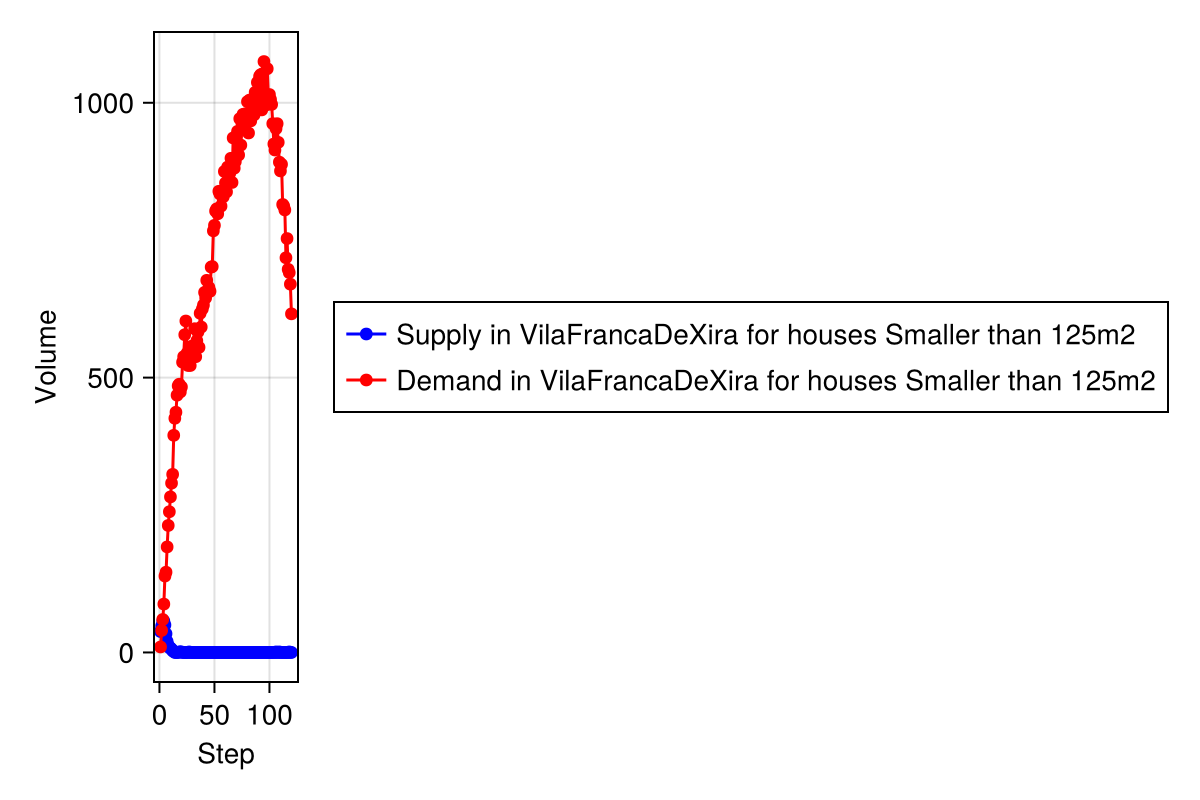 1000
500
0
Volume
0 50 100
Step
Supply in VilaFrancaDeXira for houses Smaller than 125m2
Demand in VilaFrancaDeXira for houses Smaller than 125m2